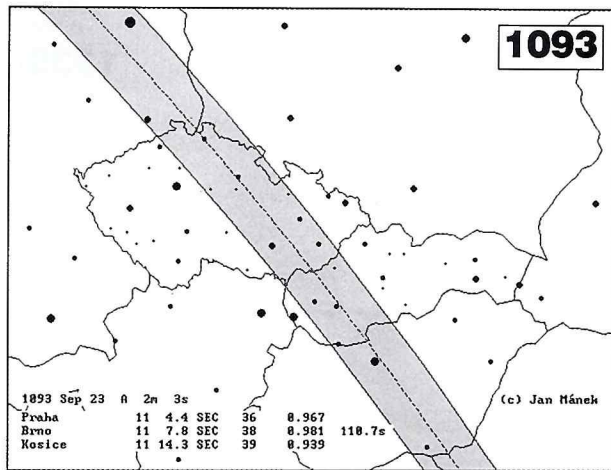 1093
1093 Sep 23 A 2m 3s
(c) Jan Mánek
Praha 11 4.4 SEC 36 0.967
Brno 11 7.8 SEC 38 0.981 110.7s
Kosice 11 14.3 SEC 39 0.939